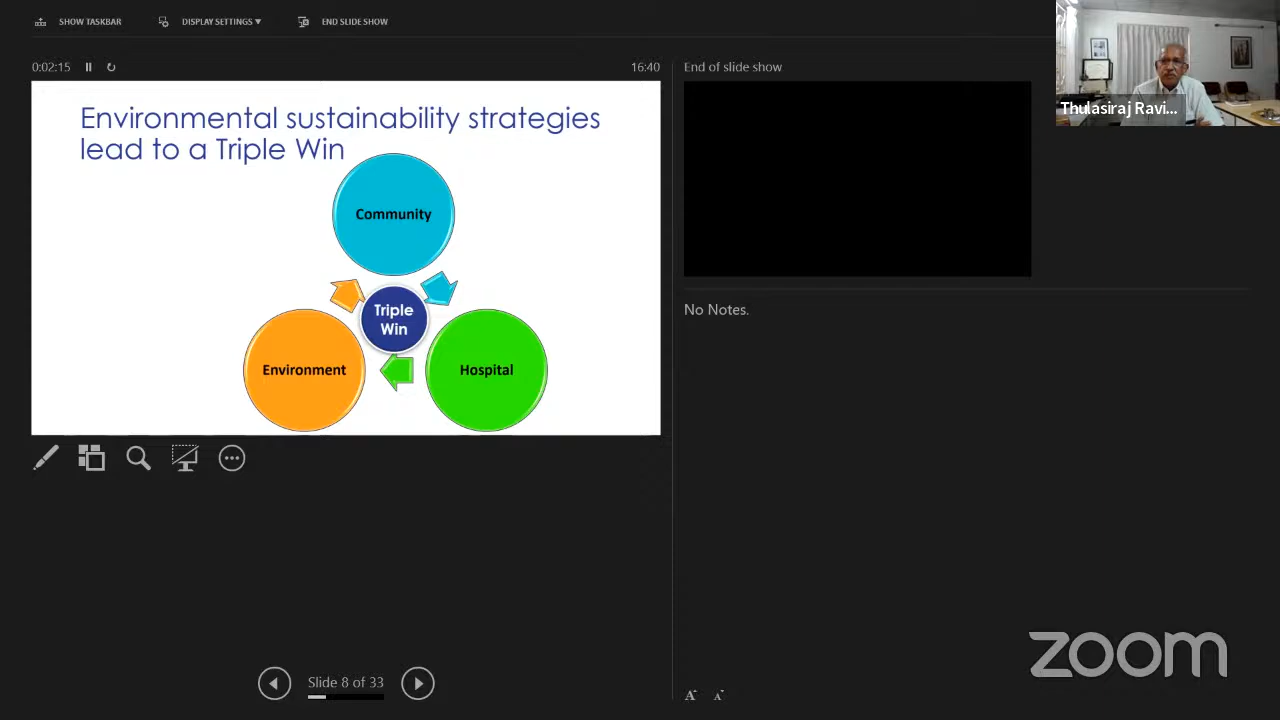 SHOW TASKBAR
DISPLAY SETTINGS ▼
END SLIDE SHOW
0:02:15
16:40
End of slide show
Thulasiraj Ravi...
Environmental sustainability strategies
lead to a Triple Win
Community
Triple
Win
Environment
Hospital
No Notes.
Slide 8 of 33
A
A
zoom